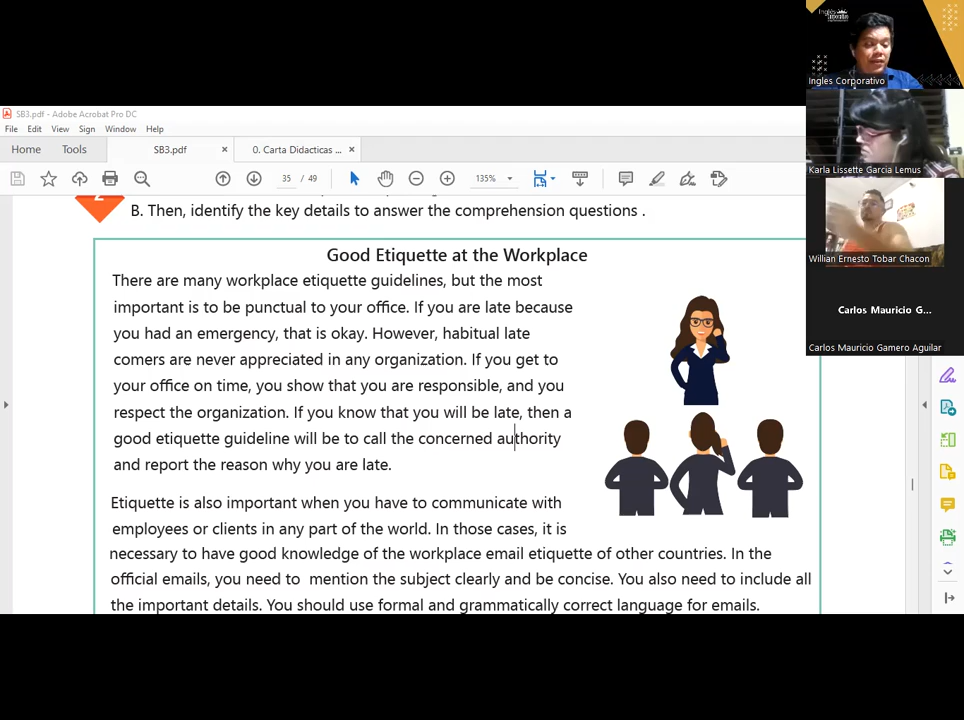 SB3.pdf - Adobe Acrobat Pro DC
File Edit View Sign Window Help
Home Tools SB3.pdf × 0. Carta Didacticas ... ×
35 / 49 135%
2
B. Then, identify the key details to answer the comprehension questions .
Good Etiquette at the Workplace
There are many workplace etiquette guidelines, but the most
important is to be punctual to your office. If you are late because
you had an emergency, that is okay. However, habitual late
comers are never appreciated in any organization. If you get to
your office on time, you show that you are responsible, and you
respect the organization. If you know that you will be late, then a
good etiquette guideline will be to call the concerned authority
and report the reason why you are late.
Etiquette is also important when you have to communicate with
employees or clients in any part of the world. In those cases, it is
necessary to have good knowledge of the workplace email etiquette of other countries. In the
official emails, you need to mention the subject clearly and be concise. You also need to include all
the important details. You should use formal and grammatically correct language for emails.
Inglés
Corporativo
Ingles Corporativo
Karla Lissette Garcia Lemus
Willian Ernesto Tobar Chacon
Carlos Mauricio G...
Carlos Mauricio Gamero Aguilar